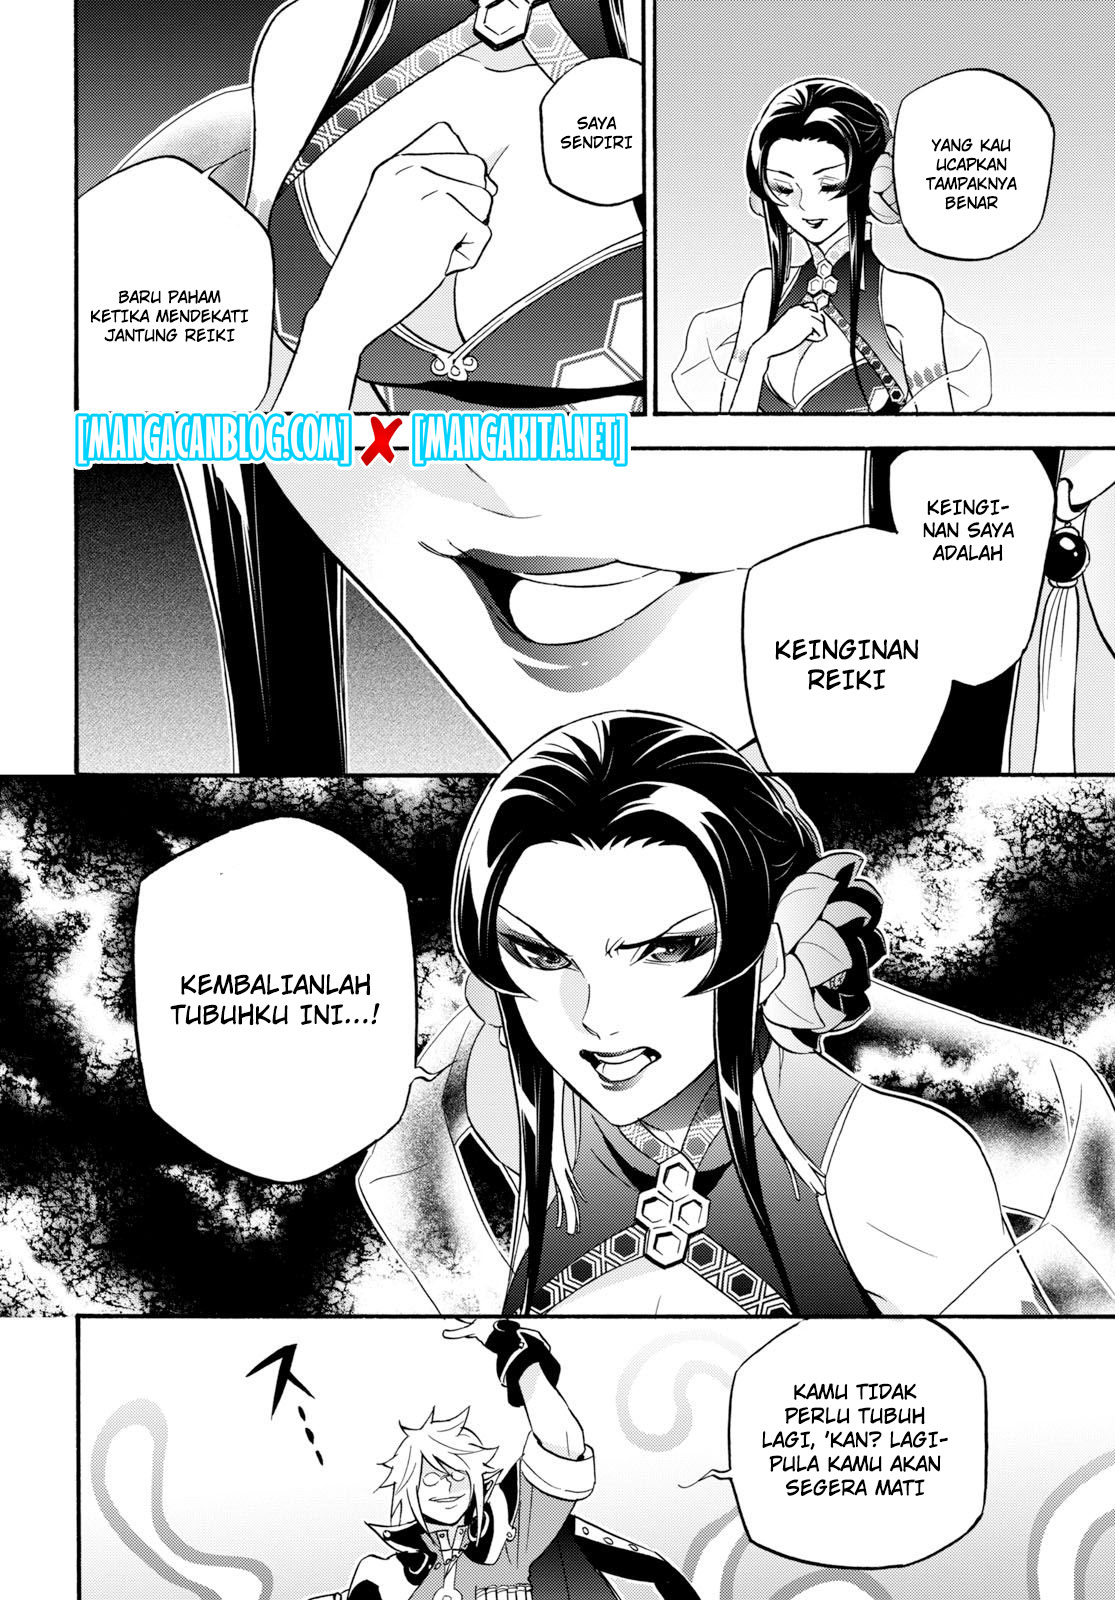 YANG KAU
UCAPKAN
TAMPAKNYA
BENAR
SAYA
SENDIRI
BARU PAHAM
KETIKA MENDEKATI
JANTUNG REIKI
[MANGACANBLOG.COM] X [MANGAKITA.NET]
KEINGI-
NAN SAYA
ADALAH
KEINGINAN
REIKI
KEMBALIANLAH
TUBUHKU INI...!
KAMU TIDAK
PERLU TUBUH
LAGI, 'KAN? LAGI-
PULA KAMU AKAN
SEGERA MATI